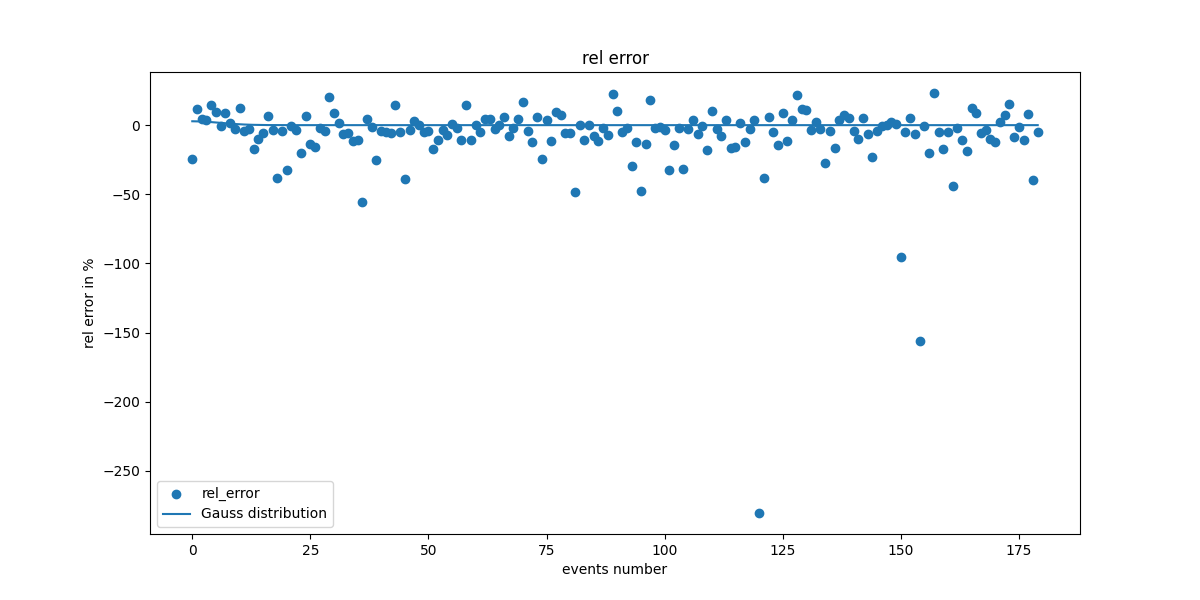 rel error
rel error in %
0
−50
−100
−150
−200
−250
rel_error
Gauss distribution
0 25 50 75 100 125 150 175
events number